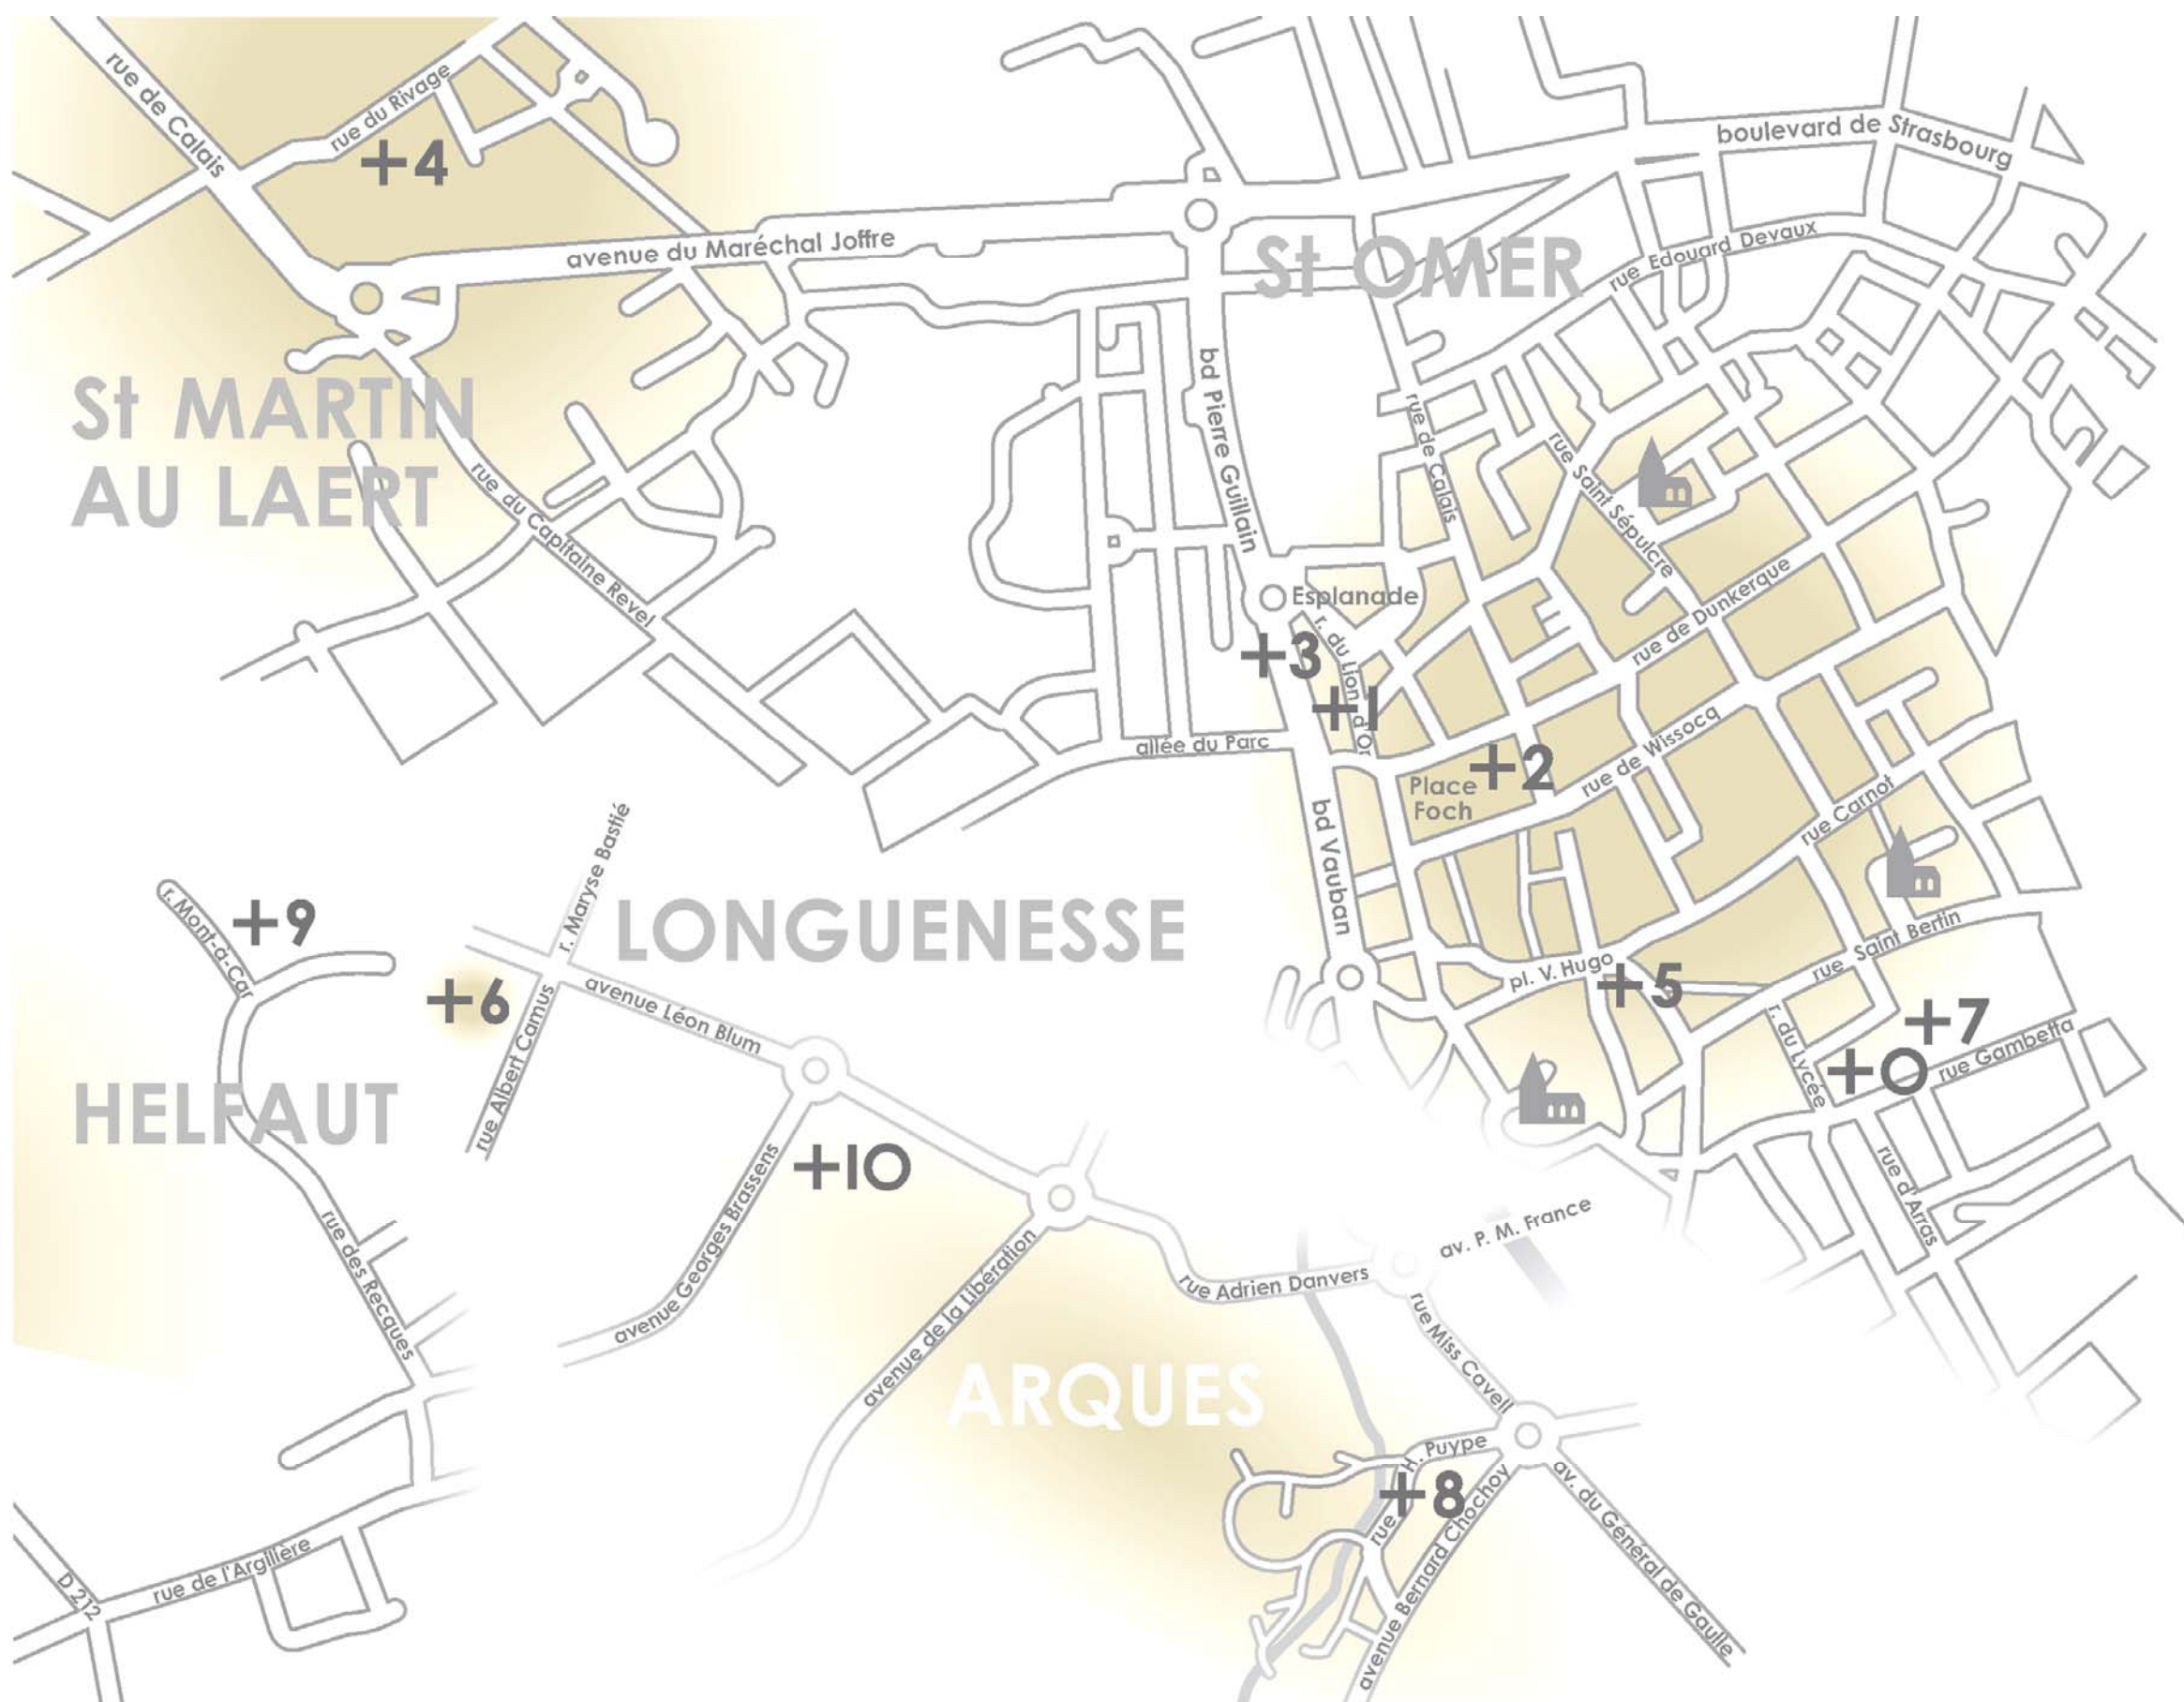 rue de Calais
rue du Rivage
+4
boulevard de Strasbourg
avenue du Maréchal Joffre
St OMER
rue Edouard Devaux
St MARTIN
AU LAERT
bd Pierre Guillain
rue de Calais
rue Saint Sépulcre
rue du Capitaine Revel
Esplanade
rue de Dunkerque
+3
r. du Lion d'Or
+1
allée du Parc
rue de Wissocq
+2
Place
Foch
rue Carnot
bd Vauban
r. Maryse Bastié
LONGUENESSE
r. Mont-à-Car
+9
+6
avenue Léon Blum
rue Albert Camus
pl. V. Hugo
+5
rue Saint Bertin
+7
r. du Lycée
+0
rue Gambetta
HELFAUT
+10
avenue Georges Brassens
rue d'Arras
rue des Recques
avenue de la Libération
rue Adrien Danvers
av. P. M. France
rue Miss Cavell
ARQUES
rue H. Puype
+8
avenue Bernard Chochoy
av. du Général de Gaulle
rue de l'Argilière
D 212